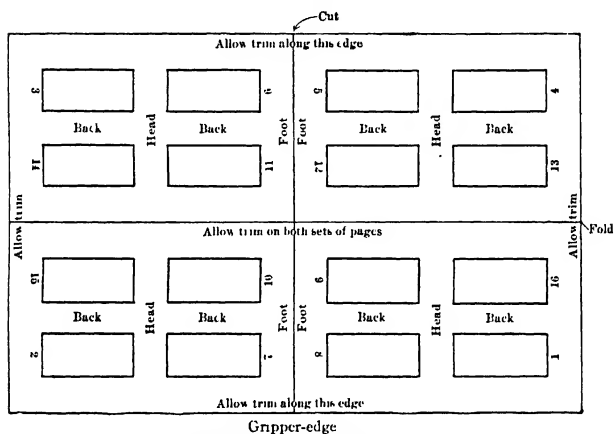 Cut
Allow trim along this edge
3 6 5 4
Back Head Back Foot Foot Back Head Back
14 11 12 13
Allow trim Allow trim on both sets of pages Allow trim Fold
15 10 9 16
Back Head Back Foot Foot Back Head Back
2 7 8 1
Allow trim along this edge
Gripper-edge